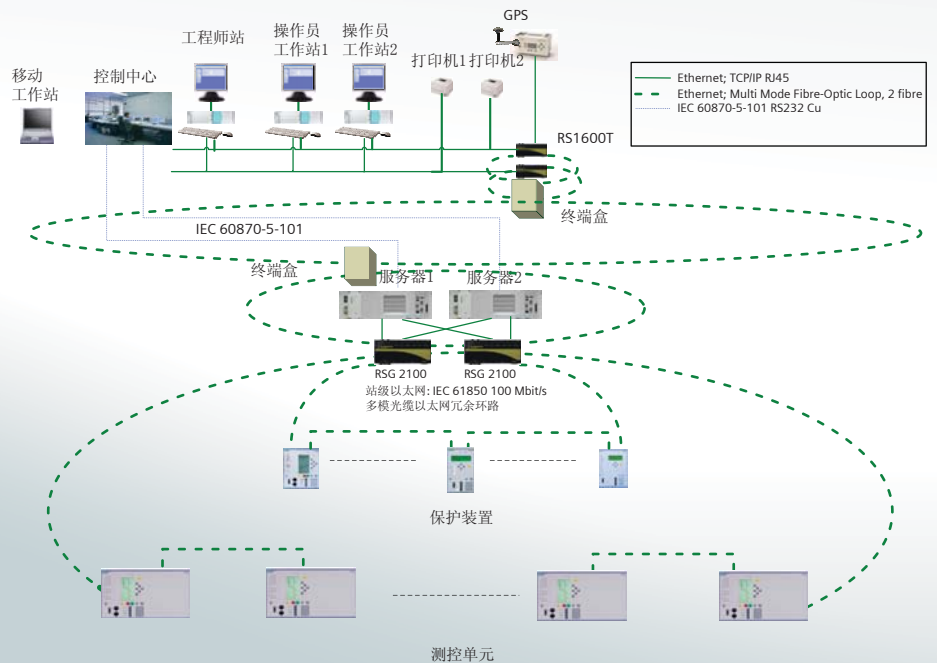 GPS
工程师站
操作员
工作站1
操作员
工作站2
打印机1
打印机2
移动
工作站
控制中心
Ethernet; TCP/IP RJ45
Ethernet; Multi Mode Fibre-Optic Loop, 2 fibre
IEC 60870-5-101 RS232 Cu
RS1600T
终端盒
IEC 60870-5-101
终端盒
服务器1
服务器2
RSG 2100
RSG 2100
站级以太网: IEC 61850 100 Mbit/s
多模光缆以太网冗余环路
保护装置
测控单元